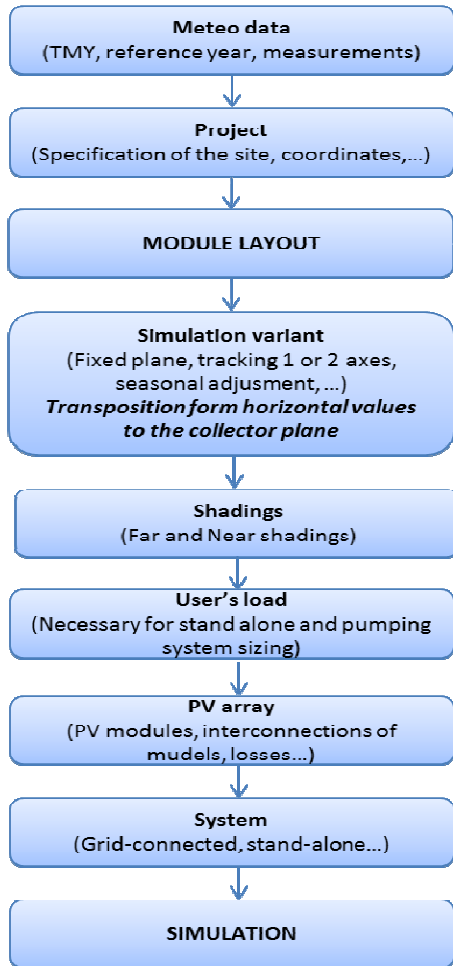 Meteo data
(TMY, reference year, measurements)
Project
(Specification of the site, coordinates,...)
MODULE LAYOUT
Simulation variant
(Fixed plane, tracking 1 or 2 axes,
seasonal adjusment, ...)
Transposition form horizontal values
to the collector plane
Shadings
(Far and Near shadings)
User's load
(Necessary for stand alone and pumping
system sizing)
PV array
(PV modules, interconnections of
mudels, losses...)
System
(Grid-connected, stand-alone...)
SIMULATION